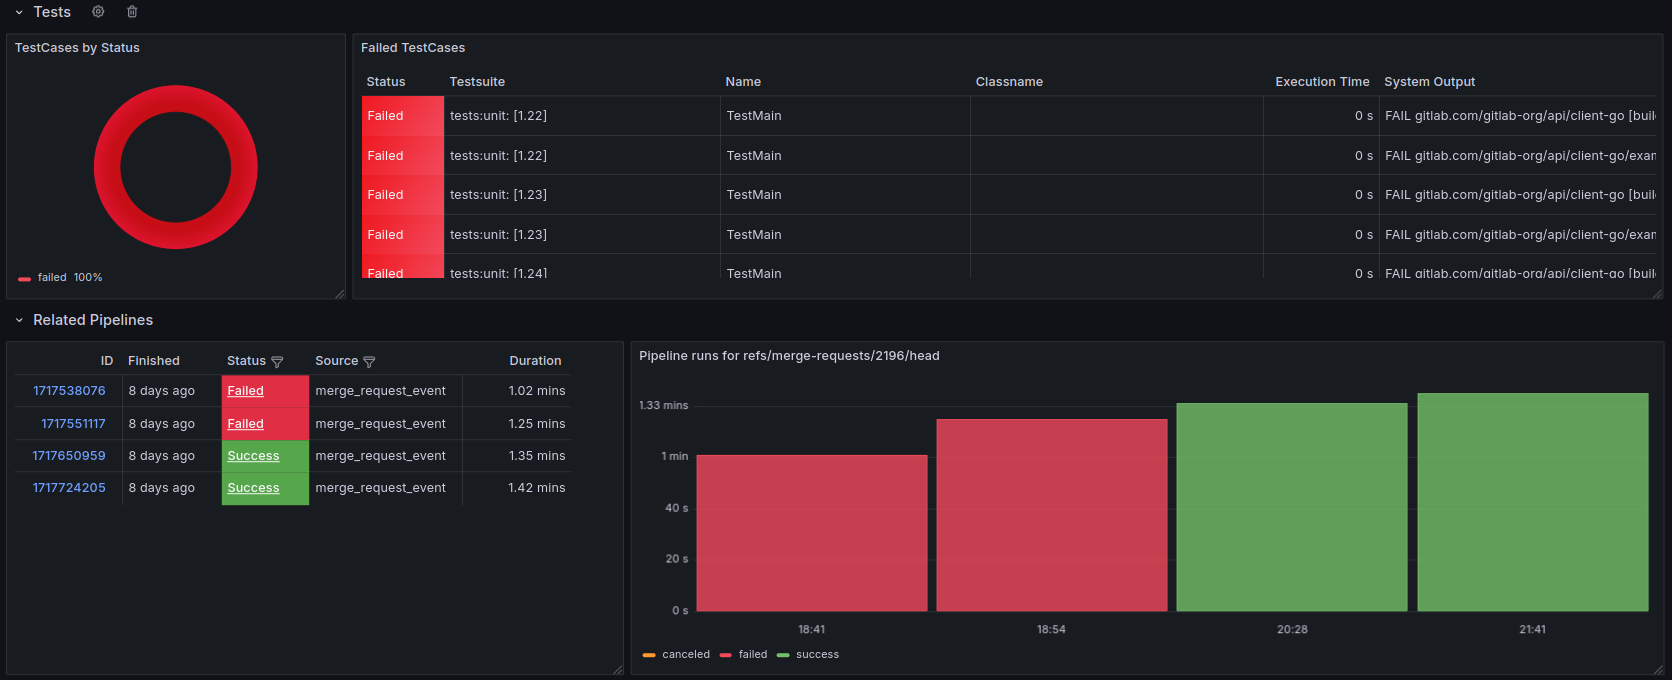 Tests
TestCases by Status
failed 100%
Failed TestCases
Status Testsuite Name Classname Execution Time System Output
Failed tests:unit: [1.22] TestMain 0 s FAIL gitlab.com/gitlab-org/api/client-go [buil
Failed tests:unit: [1.22] TestMain 0 s FAIL gitlab.com/gitlab-org/api/client-go/exam
Failed tests:unit: [1.23] TestMain 0 s FAIL gitlab.com/gitlab-org/api/client-go [buil
Failed tests:unit: [1.23] TestMain 0 s FAIL gitlab.com/gitlab-org/api/client-go/exam
Failed tests:unit: [1.24] TestMain 0 s FAIL gitlab.com/gitlab-org/api/client-go [buil
Related Pipelines
ID Finished Status Source Duration
1717538076 8 days ago Failed merge_request_event 1.02 mins
1717551117 8 days ago Failed merge_request_event 1.25 mins
1717650959 8 days ago Success merge_request_event 1.35 mins
1717724205 8 days ago Success merge_request_event 1.42 mins
Pipeline runs for refs/merge-requests/2196/head
1.33 mins
1 min
40 s
20 s
0 s
18:41 18:54 20:28 21:41
canceled failed success